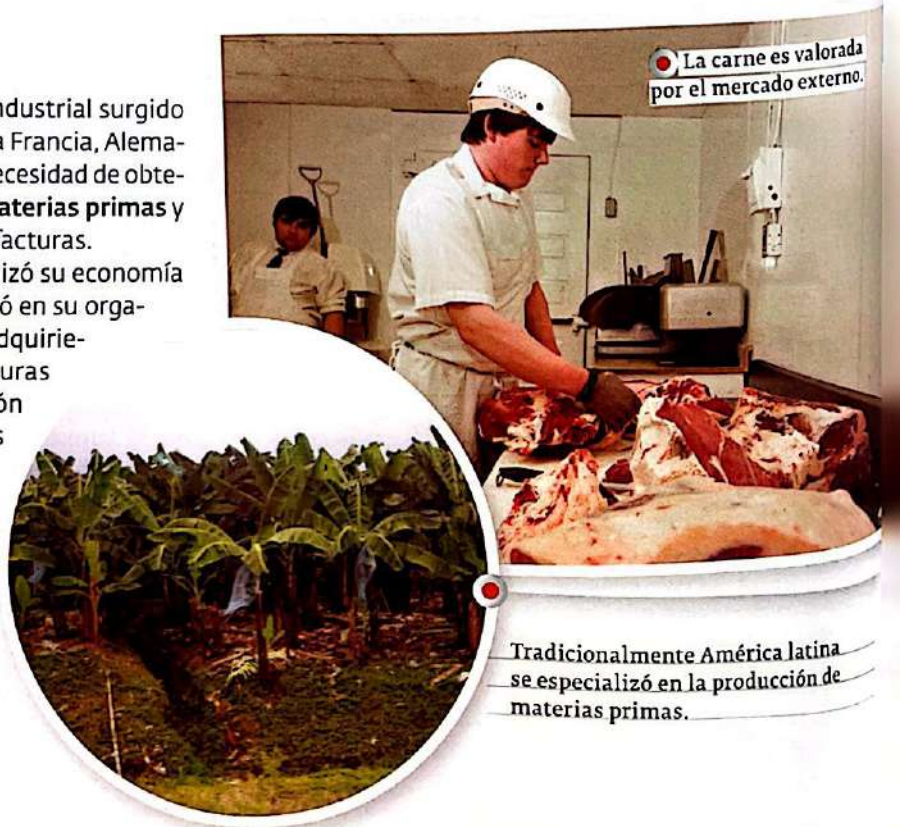 ndustrial surgido
a Francia, Alema-
ecesidad de obte-
aterias primas y
facturas.
izó su economía
ó en su orga-
dquirie-
uras
ón
s
La carne es valorada
por el mercado externo.
Tradicionalmente América latina
se especializó en la producción de
materias primas.